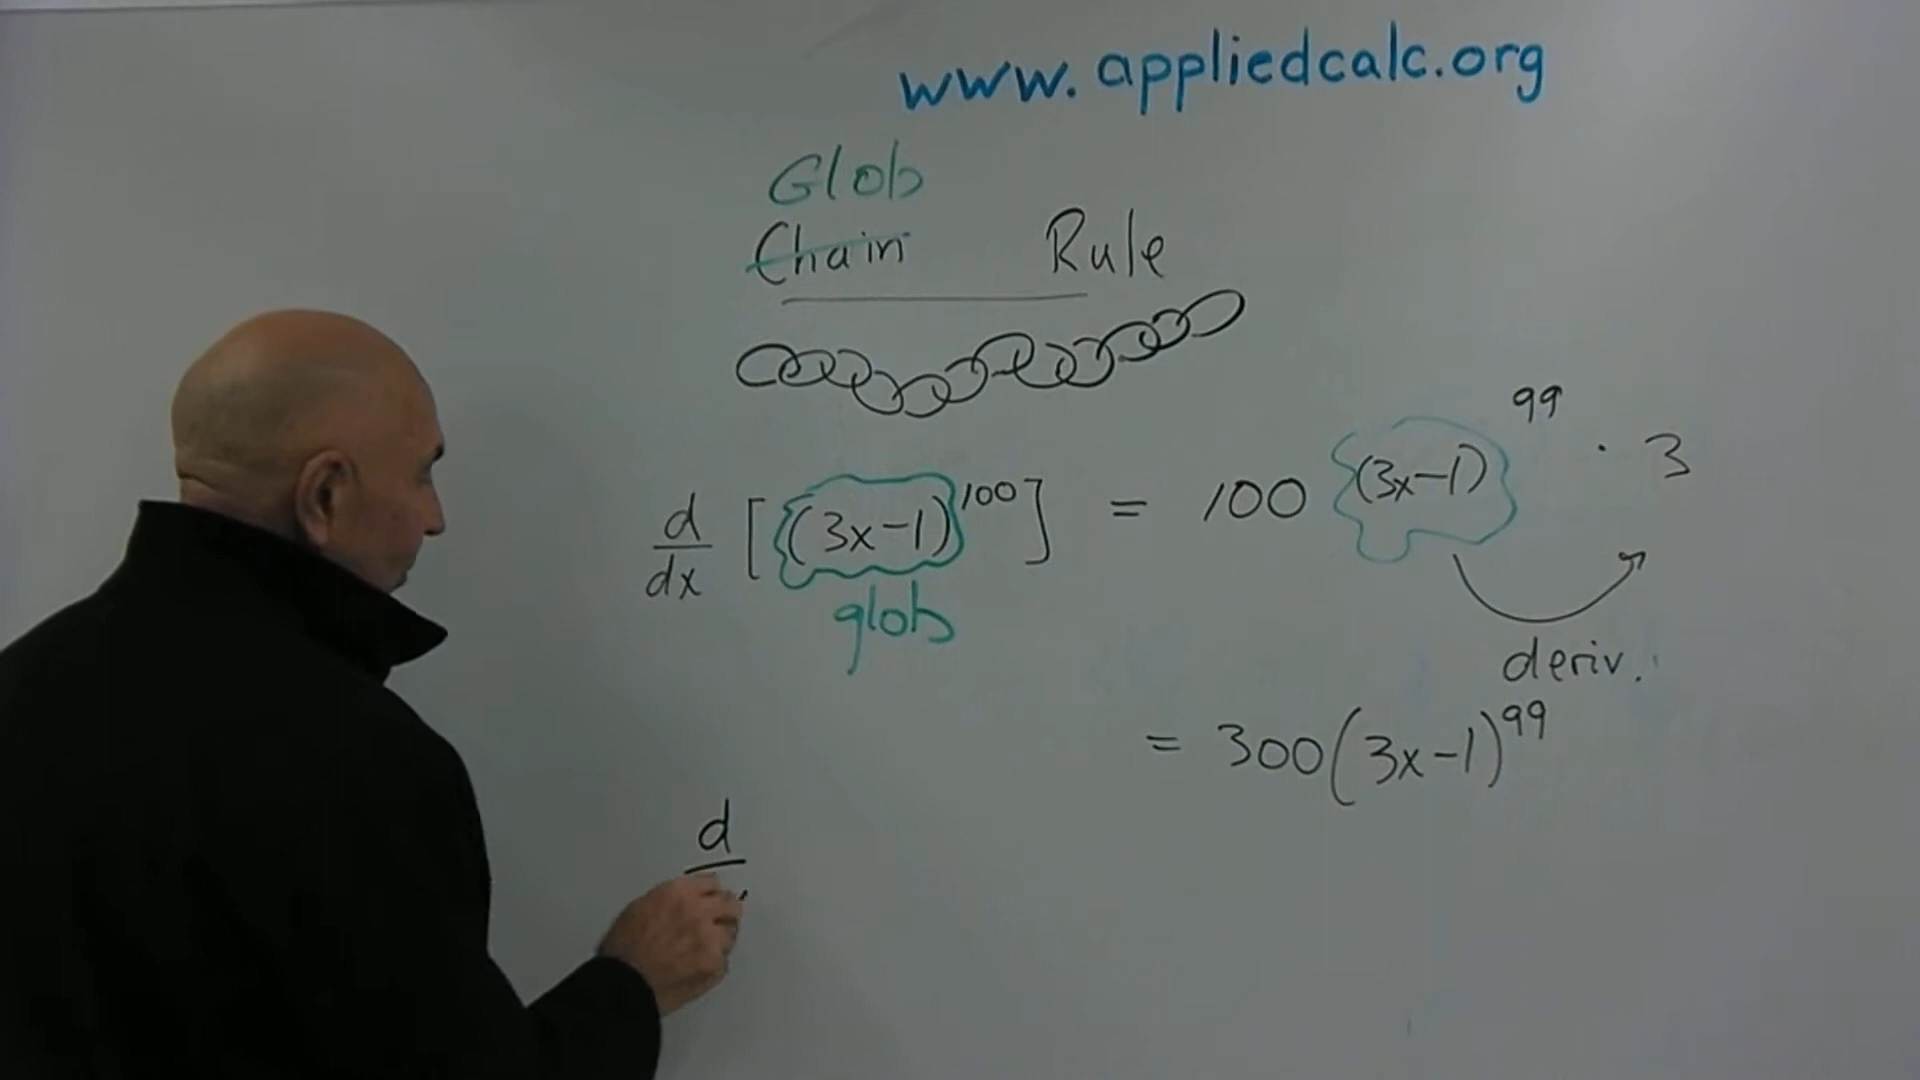 www.appliedcalc.org
Glob
Chain Rule
d/dx [(3x-1)^100] = 100 (3x-1)^99 · 3
glob
deriv.
= 300(3x-1)^99
d